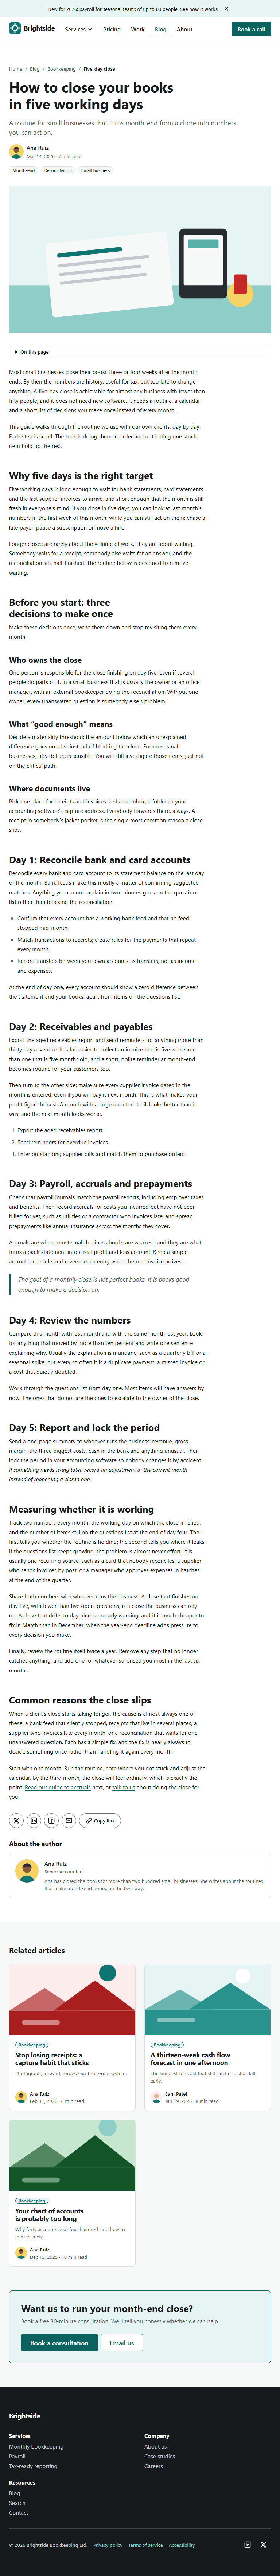 New for 2026: payroll for seasonal teams of up to 60 people. See how it works
Brightside
Services
Pricing
Work
Blog
About
Book a call
Home / Blog / Bookkeeping / Five-day close
How to close your books
in five working days
A routine for small businesses that turns month-end from a chore into numbers
you can act on.
Ana Ruiz
Mar 14, 2026 · 7 min read
Month-end
Reconciliation
Small business
On this page
Most small businesses close their books three or four weeks after the month
ends. By then the numbers are history: useful for tax, but too late to change
anything. A five-day close is achievable for almost any business with fewer than
fifty people, and it does not need new software. It needs a routine, a calendar
and a short list of decisions you make once instead of every month.
This guide walks through the routine we use with our own clients, day by day.
Each step is small. The trick is doing them in order and not letting one stuck
item hold up the rest.
Why five days is the right target
Five working days is long enough to wait for bank statements, card statements
and the last supplier invoices to arrive, and short enough that the month is still
fresh in everyone's mind. If you close in five days, you can look at last month's
numbers in the first week of this month, while you can still act on them: chase a
late payer, pause a subscription or move a hire.
Longer closes are rarely about the volume of work. They are about waiting.
Somebody waits for a receipt, somebody else waits for an answer, and the
reconciliation sits half-finished. The routine below is designed to remove
waiting.
Before you start: three
decisions to make once
Make these decisions once, write them down and stop revisiting them every
month.
Who owns the close
One person is responsible for the close finishing on day five, even if several
people do parts of it. In a small business that is usually the owner or an office
manager, with an external bookkeeper doing the reconciliation. Without one
owner, every unanswered question is somebody else's problem.
What “good enough” means
Decide a materiality threshold: the amount below which an unexplained
difference goes on a list instead of blocking the close. For most small
businesses, fifty dollars is sensible. You will still investigate those items, just not
on the critical path.
Where documents live
Pick one place for receipts and invoices: a shared inbox, a folder or your
accounting software's capture address. Everybody forwards there, always. A
receipt in somebody's jacket pocket is the single most common reason a close
slips.
Day 1: Reconcile bank and card accounts
Reconcile every bank and card account to its statement balance on the last day
of the month. Bank feeds make this mostly a matter of confirming suggested
matches. Anything you cannot explain in two minutes goes on the questions
list rather than blocking the reconciliation.
Confirm that every account has a working bank feed and that no feed
stopped mid-month.
Match transactions to receipts; create rules for the payments that repeat
every month.
Record transfers between your own accounts as transfers, not as income
and expenses.
At the end of day one, every account should show a zero difference between
the statement and your books, apart from items on the questions list.
Day 2: Receivables and payables
Export the aged receivables report and send reminders for anything more than
thirty days overdue. It is far easier to collect an invoice that is five weeks old
than one that is five months old, and a short, polite reminder at month-end
becomes routine for your customers too.
Then turn to the other side: make sure every supplier invoice dated in the
month is entered, even if you will pay it next month. This is what makes your
profit figure honest. A month with a large unentered bill looks better than it
was, and the next month looks worse.
1. Export the aged receivables report.
2. Send reminders for overdue invoices.
3. Enter outstanding supplier bills and match them to purchase orders.
Day 3: Payroll, accruals and prepayments
Check that payroll journals match the payroll reports, including employer taxes
and benefits. Then record accruals for costs you incurred but have not been
billed for yet, such as utilities or a contractor who invoices late, and spread
prepayments like annual insurance across the months they cover.
Accruals are where most small-business books are weakest, and they are what
turns a bank statement into a real profit and loss account. Keep a simple
accruals schedule and reverse each entry when the real invoice arrives.
The goal of a monthly close is not perfect books. It is books good
enough to make a decision on.
Day 4: Review the numbers
Compare this month with last month and with the same month last year. Look
for anything that moved by more than ten percent and write one sentence
explaining why. Usually the explanation is mundane, such as a quarterly bill or a
seasonal spike, but every so often it is a duplicate payment, a missed invoice or
a cost that quietly doubled.
Work through the questions list from day one. Most items will have answers by
now. The ones that do not are the ones to escalate to the owner of the close.
Day 5: Report and lock the period
Send a one-page summary to whoever runs the business: revenue, gross
margin, the three biggest costs, cash in the bank and anything unusual. Then
lock the period in your accounting software so nobody changes it by accident.
If something needs fixing later, record an adjustment in the current month
instead of reopening a closed one.
Measuring whether it is working
Track two numbers every month: the working day on which the close finished,
and the number of items still on the questions list at the end of day four. The
first tells you whether the routine is holding; the second tells you where it leaks.
If the questions list keeps growing, the problem is almost never effort. It is
usually one recurring source, such as a card that nobody reconciles, a supplier
who sends invoices by post, or a manager who approves expenses in batches
at the end of the quarter.
Share both numbers with whoever runs the business. A close that finishes on
day five, with fewer than five open questions, is a close the business can rely
on. A close that drifts to day nine is an early warning, and it is much cheaper to
fix in March than in December, when the year-end deadline adds pressure to
every decision you make.
Finally, review the routine itself twice a year. Remove any step that no longer
catches anything, and add one for whatever surprised you most in the last six
months.
Common reasons the close slips
When a client's close starts taking longer, the cause is almost always one of
these: a bank feed that silently stopped, receipts that live in several places, a
supplier who invoices late every month, or a reconciliation that waits for one
unanswered question. Each has a simple fix, and the fix is nearly always to
decide something once rather than handling it again every month.
Start with one month. Run the routine, note where you got stuck and adjust the
calendar. By the third month, the close will feel ordinary, which is exactly the
point. Read our guide to accruals next, or talk to us about doing the close for
you.
Copy link
About the author
Ana Ruiz
Senior Accountant
Ana has closed the books for more than two hundred small businesses. She writes about the routines
that make month-end boring, in the best way.
Related articles
Bookkeeping
Stop losing receipts: a
capture habit that sticks
Photograph, forward, forget. Our three-rule system.
Ana Ruiz
Feb 11, 2026 · 6 min read
Bookkeeping
A thirteen-week cash flow
forecast in one afternoon
The simplest forecast that still catches a shortfall
early.
Sam Patel
Jan 19, 2026 · 8 min read
Bookkeeping
Your chart of accounts
is probably too long
Why forty accounts beat four hundred, and how to
merge safely.
Ana Ruiz
Dec 15, 2025 · 10 min read
Want us to run your month-end close?
Book a free 30-minute consultation. We'll tell you honestly whether we can help.
Book a consultation
Email us
Brightside
Services
Monthly bookkeeping
Payroll
Tax-ready reporting
Company
About us
Case studies
Careers
Resources
Blog
Search
Contact
© 2026 Brightside Bookkeeping Ltd.
Privacy policy
Terms of service
Accessibility